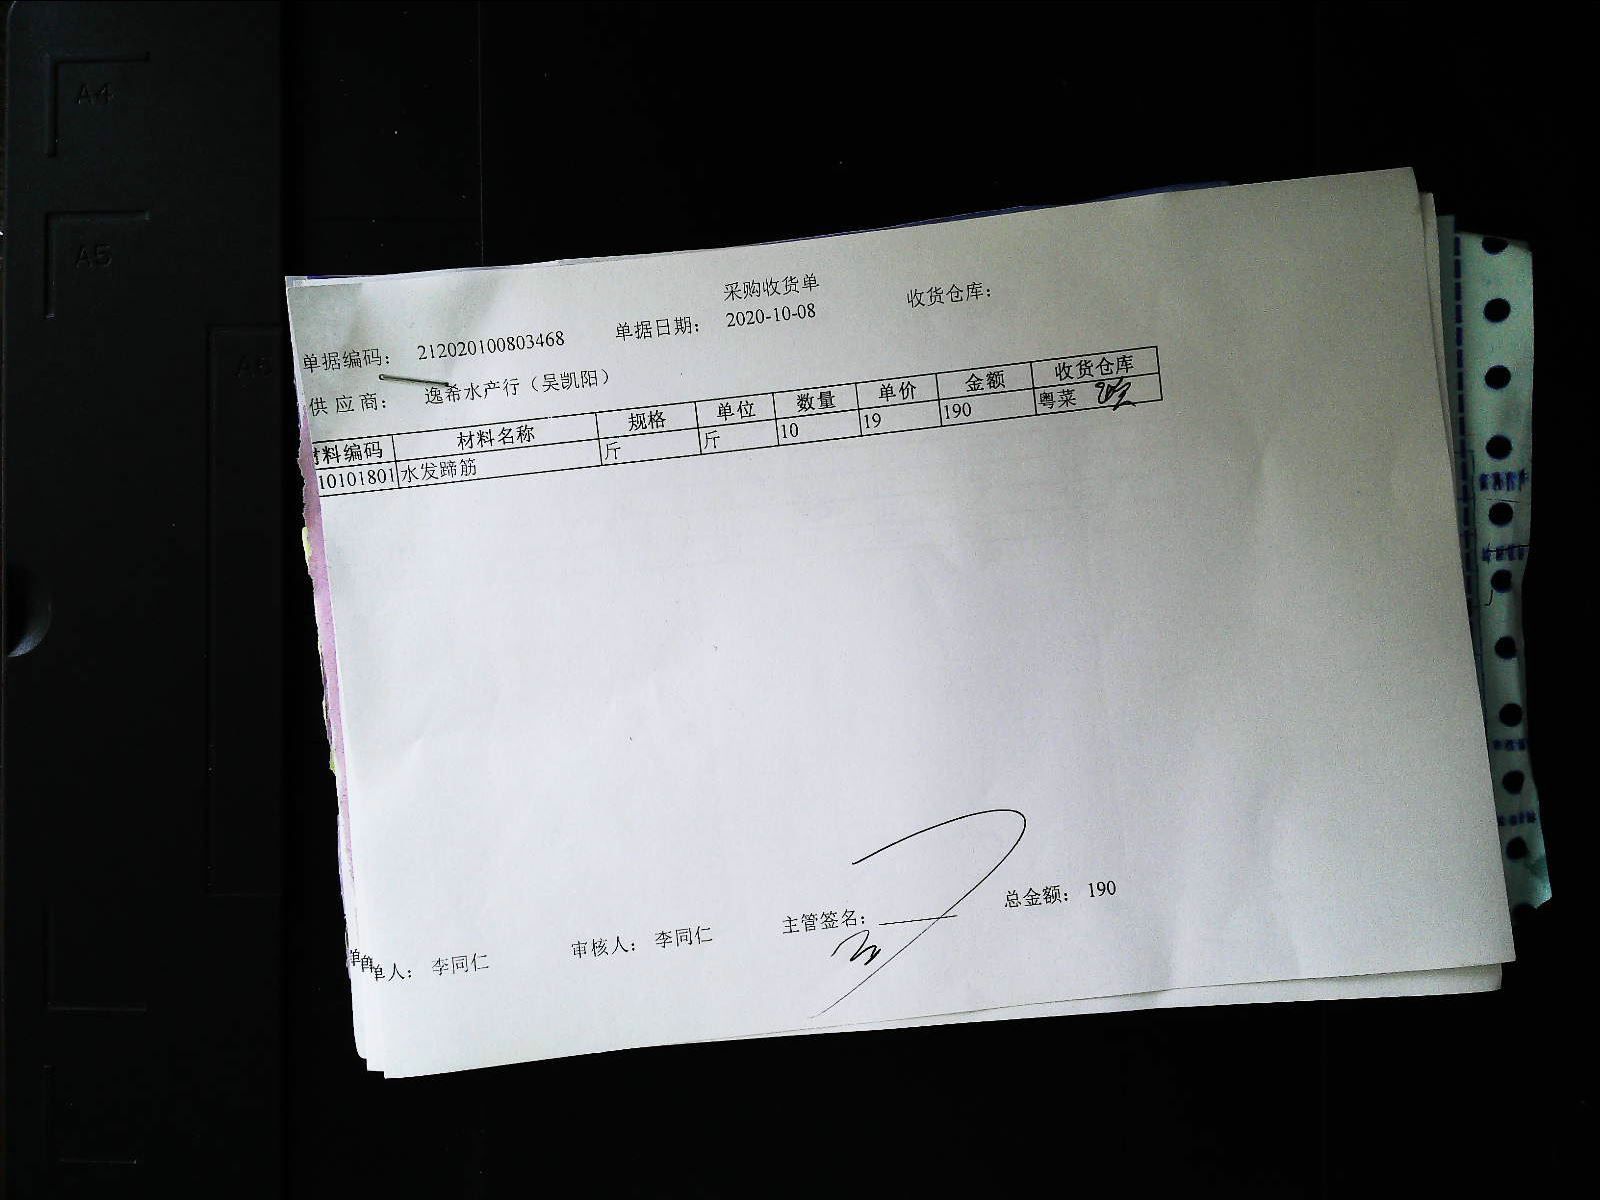 A4
A5
采购收货单
单据编码： 212020100803468 单据日期： 2020-10-08 收货仓库：
供应商： 逸希水产行（吴凯阳）
材料编码 材料名称 规格 单位 数量 单价 金额 收货仓库
10101801 水发蹄筋 斤 斤 10 19 190 粤菜
单人： 李同仁 审核人： 李同仁 主管签名： 总金额： 190